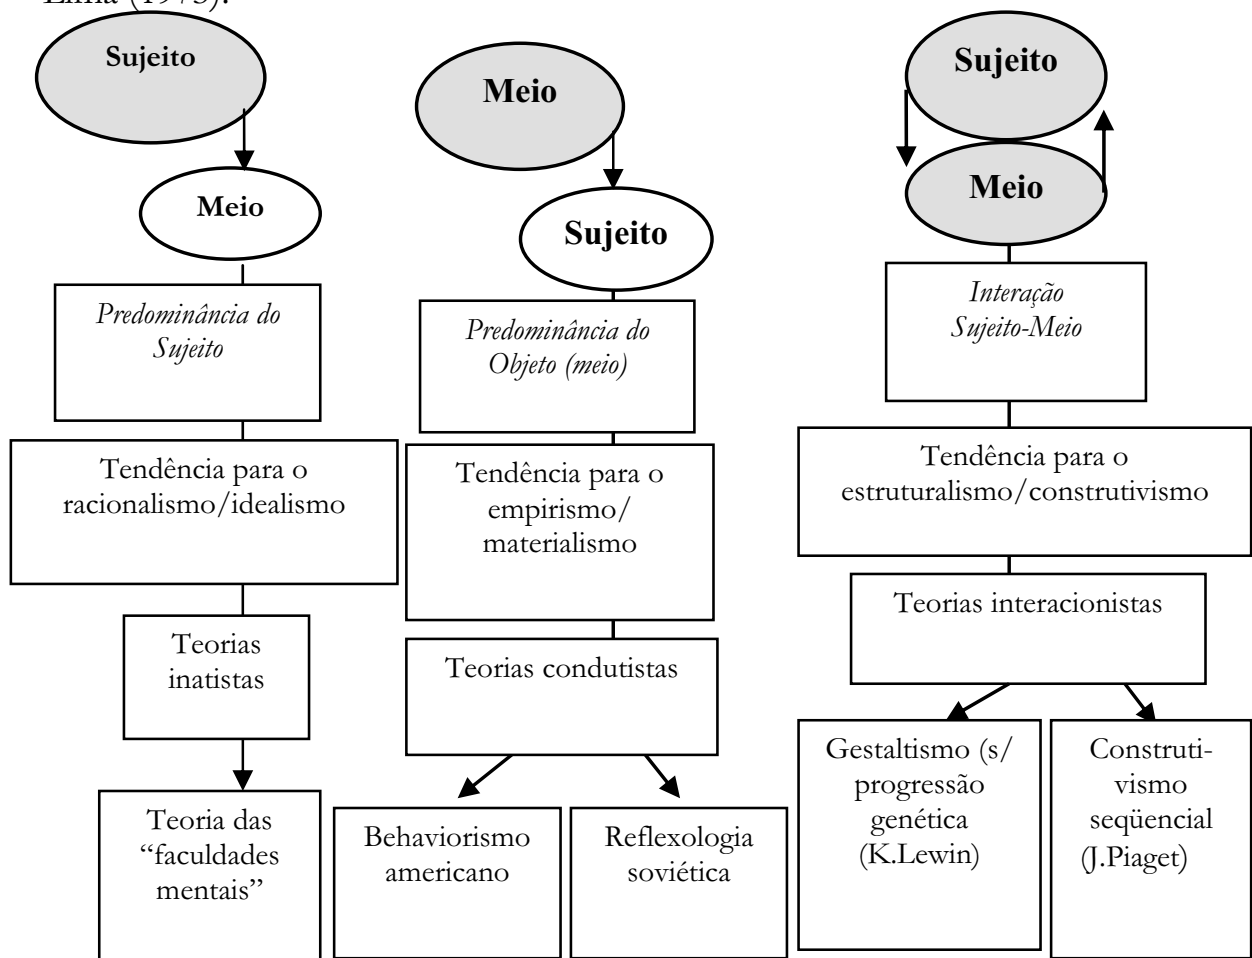 Lima (1975).
Sujeito
Meio
Predominância do
Sujeito
Tendência para o
racionalismo/idealismo
Teorias
inatistas
Teoria das
“faculdades
mentais”
Meio
Sujeito
Predominância do
Objeto (meio)
Tendência para o
empirismo/
materialismo
Teorias condutistas
Behaviorismo
americano
Reflexologia
soviética
Sujeito
Meio
Interação
Sujeito-Meio
Tendência para o
estruturalismo/construtivismo
Teorias interacionistas
Gestaltismo (s/
progressão
genética
(K.Lewin)
Construti-
vismo
seqüencial
(J.Piaget)